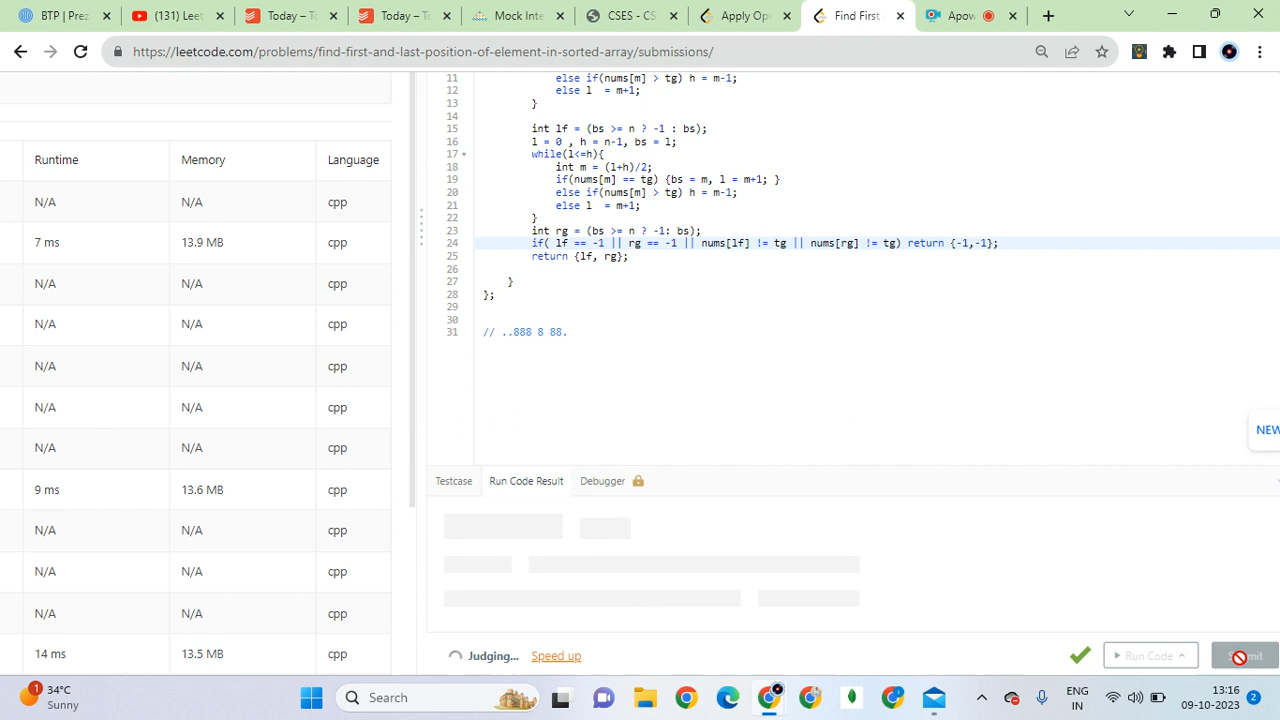 BTP | Prez
(131) Leet
Today – To
Today – To
Mock Inte
CSES - CS
Apply Op
Find First
Apow
https://leetcode.com/problems/find-first-and-last-position-of-element-in-sorted-array/submissions/
Runtime Memory Language
N/A N/A cpp
7 ms 13.9 MB cpp
N/A N/A cpp
N/A N/A cpp
N/A N/A cpp
N/A N/A cpp
N/A N/A cpp
9 ms 13.6 MB cpp
N/A N/A cpp
N/A N/A cpp
N/A N/A cpp
14 ms 13.5 MB cpp
11 else if(nums[m] > tg) h = m-1;
12 else l  = m+1;
13 }
14
15 int lf = (bs >= n ? -1 : bs);
16 l = 0 , h = n-1, bs = l;
17 while(l<=h){
18 int m = (l+h)/2;
19 if(nums[m] == tg) {bs = m, l = m+1; }
20 else if(nums[m] > tg) h = m-1;
21 else l  = m+1;
22 }
23 int rg = (bs >= n ? -1: bs);
24 if( lf == -1 || rg == -1 || nums[lf] != tg || nums[rg] != tg) return {-1,-1};
25 return {lf, rg};
26
27 }
28 };
29
30
31 // ..888 8 88.
NEW
Testcase Run Code Result Debugger
Judging... Speed up Run Code Submit
34°C
Sunny
1
Search
ENG
IN
13:16
09-10-2023
2